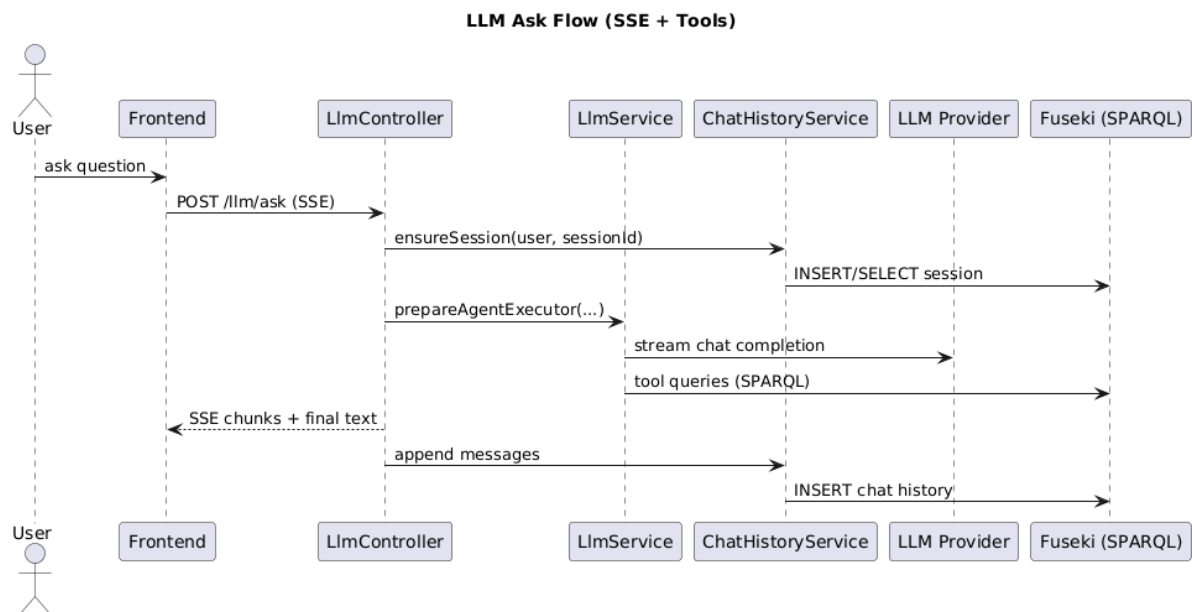 LLM Ask Flow (SSE + Tools)
User
Frontend
LlmController
LlmService
ChatHistoryService
LLM Provider
Fuseki (SPARQL)
ask question
POST /llm/ask (SSE)
ensureSession(user, sessionId)
INSERT/SELECT session
prepareAgentExecutor(...)
stream chat completion
tool queries (SPARQL)
SSE chunks + final text
append messages
INSERT chat history
User
Frontend
LlmController
LlmService
ChatHistoryService
LLM Provider
Fuseki (SPARQL)